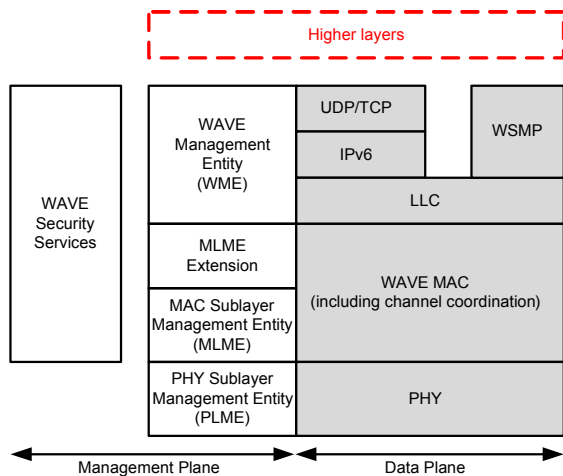 Higher layers
WAVE
Security
Services
WAVE
Management
Entity
(WME)
UDP/TCP
IPv6
WSMP
LLC
MLME
Extension
MAC Sublayer
Management Entity
(MLME)
WAVE MAC
(including channel coordination)
PHY Sublayer
Management Entity
(PLME)
PHY
Management Plane
Data Plane